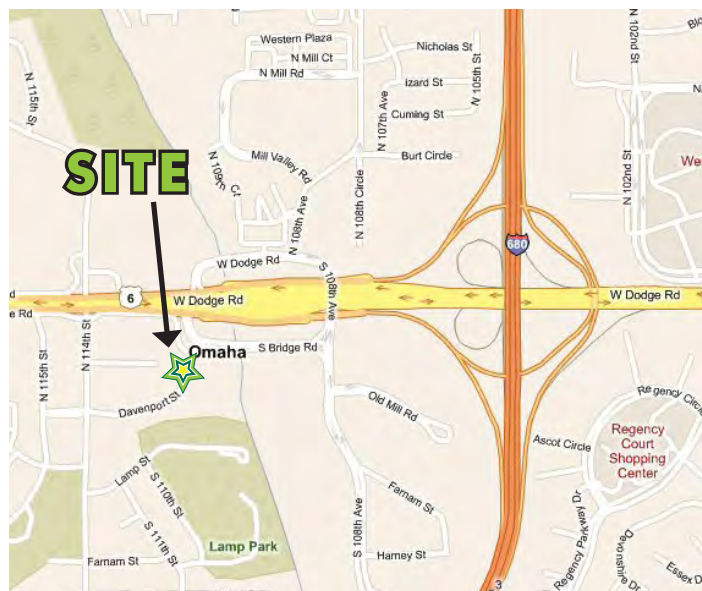 Western Plaza
N Mill Ct
N Mill Rd
Nicholas St
Izard St
Cuming St
N 105th St
N 107th Ave
Burt Circle
N 108th Circle
N 102nd St
N 102nd St
N 115th St
SITE
Mill Valley Rd
N 109th Ct
N 108th Ave
We
680
W Dodge Rd
S 108th Ave
6
W Dodge Rd
W Dodge Rd
e Rd
S Bridge Rd
Omaha
N 114th St
S 115th St
Davenport St
Old Mill Rd
Regency Circle
Ascot Circle
Regency
Court
Shopping
Center
Lamp St
S 110th St
S 111th St
Farnam St
Lamp Park
S 108th Ave
Farnam St
Harney St
Regency Parkway Dr
Devonshire Dr
Essex D
3